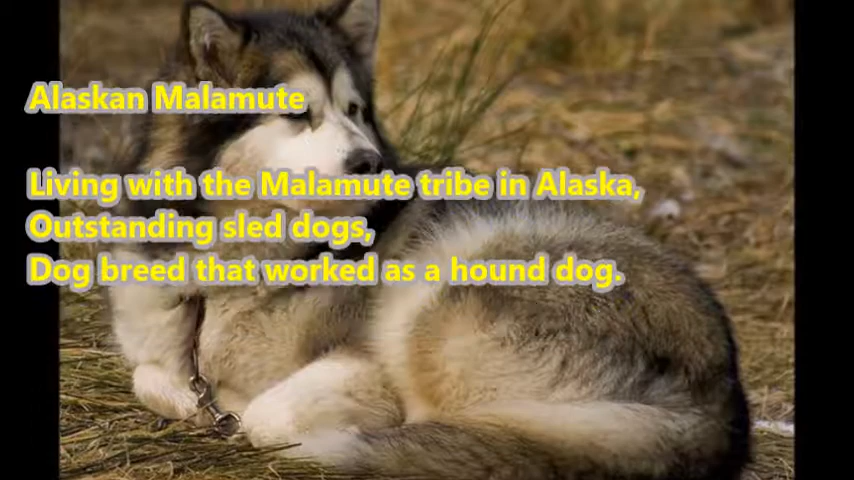 Alaskan Malamute
Living with the Malamute tribe in Alaska,
Outstanding sled dogs,
Dog breed that worked as a hound dog.